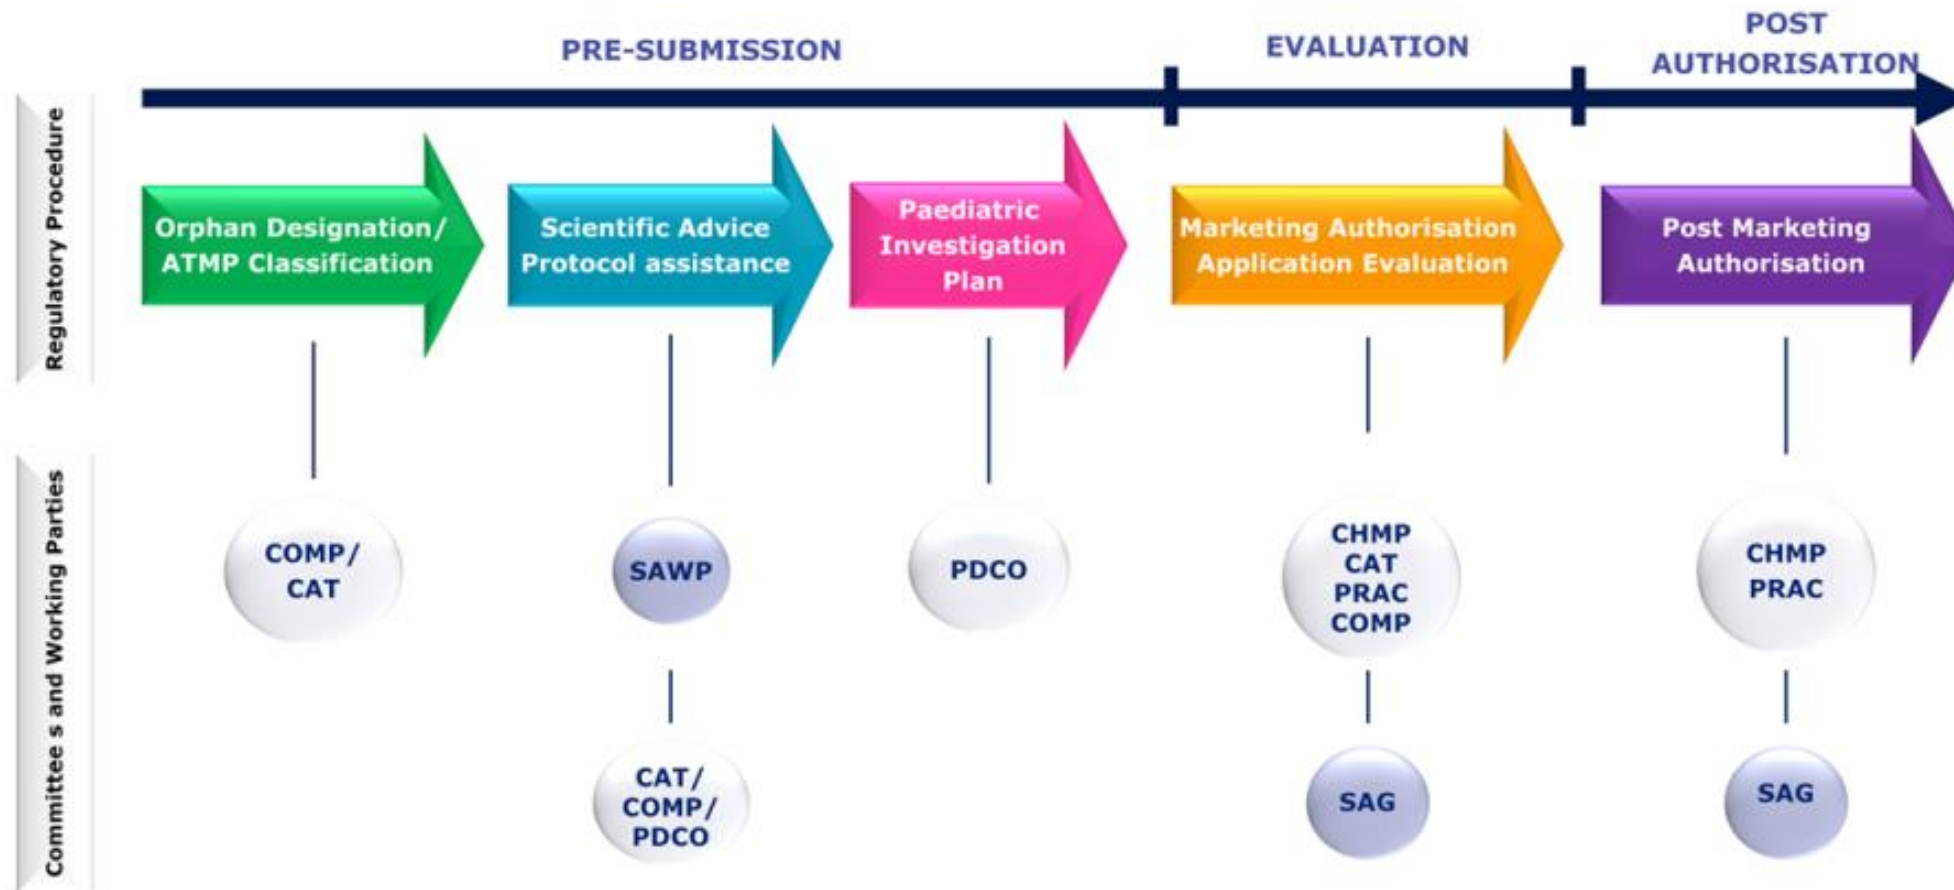 PRE-SUBMISSION
EVALUATION
POST
AUTHORISATION
Regulatory Procedure
Orphan Designation/
ATMP Classification
Scientific Advice
Protocol assistance
Paediatric
Investigation
Plan
Marketing Authorisation
Application Evaluation
Post Marketing
Authorisation
Committee s and Working Parties
COMP/
CAT
SAWP
PDCO
CHMP
CAT
PRAC
COMP
CHMP
PRAC
CAT/
COMP/
PDCO
SAG
SAG